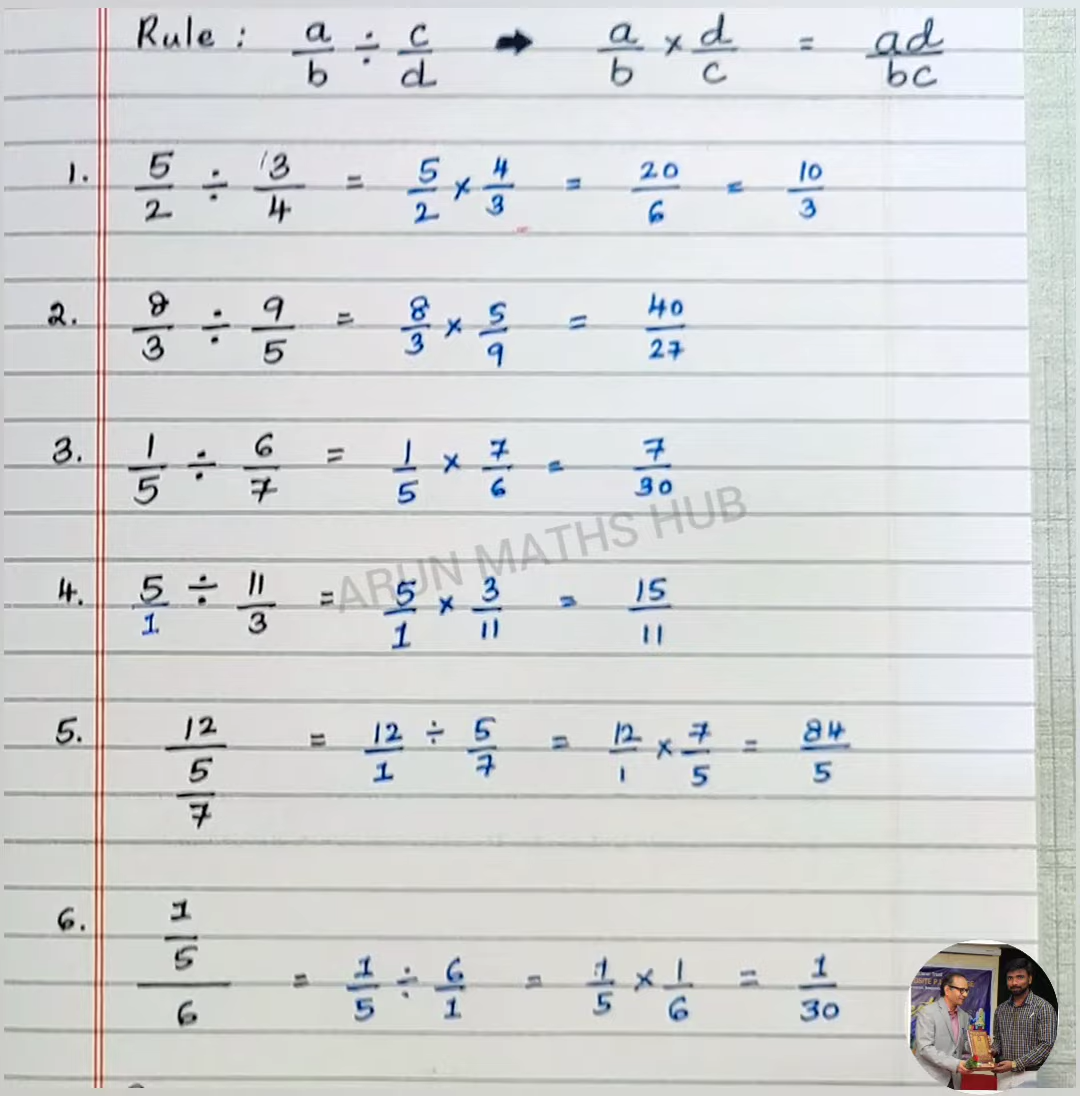 Rule : a/b ÷ c/d → a/b × d/c = ad/bc
1. 5/2 ÷ 3/4 = 5/2 × 4/3 = 20/6 = 10/3
2. 8/3 ÷ 9/5 = 8/3 × 5/9 = 40/27
3. 1/5 ÷ 6/7 = 1/5 × 7/6 = 7/30
ARUN MATHS HUB
4. 5/1 ÷ 11/3 = 5/1 × 3/11 = 15/11
5. 12/(5/7) = 12/1 ÷ 5/7 = 12/1 × 7/5 = 84/5
6. (1/5)/6 = 1/5 ÷ 6/1 = 1/5 × 1/6 = 1/30